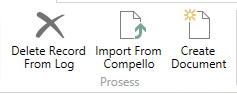 Delete Record
From Log
Import From
Compello
Create
Document
Prosess